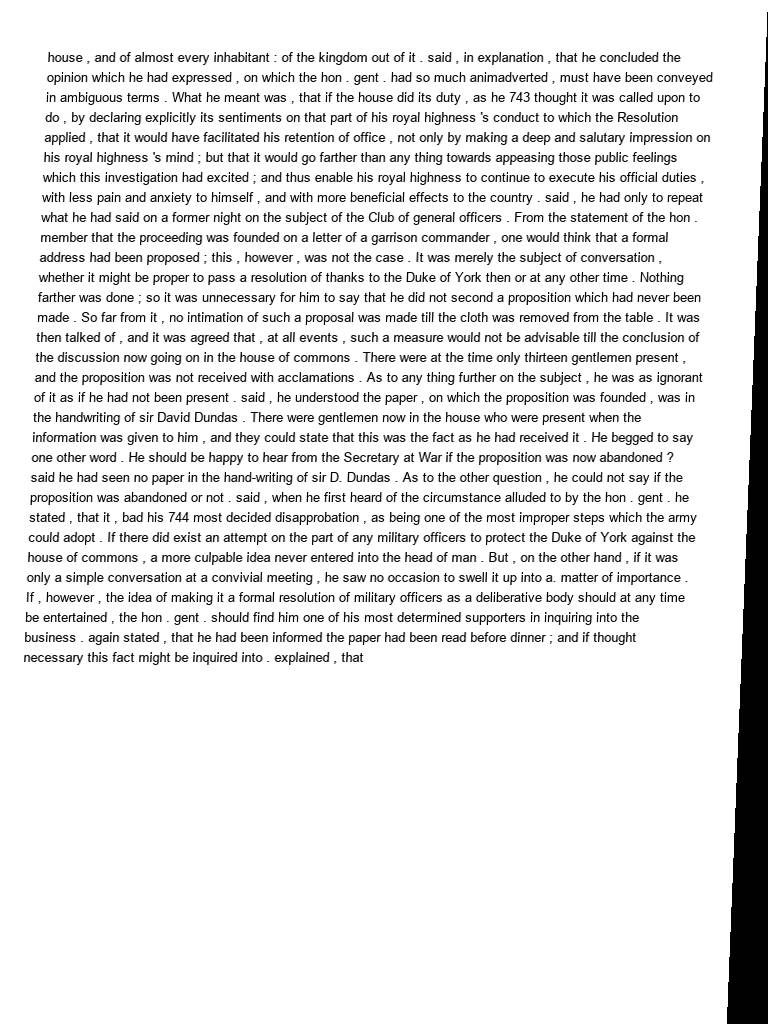 house , and of almost every inhabitant : of the kingdom out of it . said , in explanation , that he concluded the
opinion which he had expressed , on which the hon . gent . had so much animadverted , must have been conveyed
in ambiguous terms . What he meant was , that if the house did its duty , as he 743 thought it was called upon to
do , by declaring explicitly its sentiments on that part of his royal highness 's conduct to which the Resolution
applied , that it would have facilitated his retention of office , not only by making a deep and salutary impression on
his royal highness 's mind ; but that it would go farther than any thing towards appeasing those public feelings
which this investigation had excited ; and thus enable his royal highness to continue to execute his official duties ,
with less pain and anxiety to himself , and with more beneficial effects to the country . said , he had only to repeat
what he had said on a former night on the subject of the Club of general officers . From the statement of the hon .
member that the proceeding was founded on a letter of a garrison commander , one would think that a formal
address had been proposed ; this , however , was not the case . It was merely the subject of conversation ,
whether it might be proper to pass a resolution of thanks to the Duke of York then or at any other time . Nothing
farther was done ; so it was unnecessary for him to say that he did not second a proposition which had never been
made . So far from it , no intimation of such a proposal was made till the cloth was removed from the table . It was
then talked of , and it was agreed that , at all events , such a measure would not be advisable till the conclusion of
the discussion now going on in the house of commons . There were at the time only thirteen gentlemen present ,
and the proposition was not received with acclamations . As to any thing further on the subject , he was as ignorant
of it as if he had not been present . said , he understood the paper , on which the proposition was founded , was in
the handwriting of sir David Dundas . There were gentlemen now in the house who were present when the
information was given to him , and they could state that this was the fact as he had received it . He begged to say
one other word . He should be happy to hear from the Secretary at War if the proposition was now abandoned ?
said he had seen no paper in the hand-writing of sir D. Dundas . As to the other question , he could not say if the
proposition was abandoned or not . said , when he first heard of the circumstance alluded to by the hon . gent . he
stated , that it , bad his 744 most decided disapprobation , as being one of the most improper steps which the army
could adopt . If there did exist an attempt on the part of any military officers to protect the Duke of York against the
house of commons , a more culpable idea never entered into the head of man . But , on the other hand , if it was
only a simple conversation at a convivial meeting , he saw no occasion to swell it up into a. matter of importance .
If , however , the idea of making it a formal resolution of military officers as a deliberative body should at any time
be entertained , the hon . gent . should find him one of his most determined supporters in inquiring into the
business . again stated , that he had been informed the paper had been read before dinner ; and if thought
necessary this fact might be inquired into . explained , that